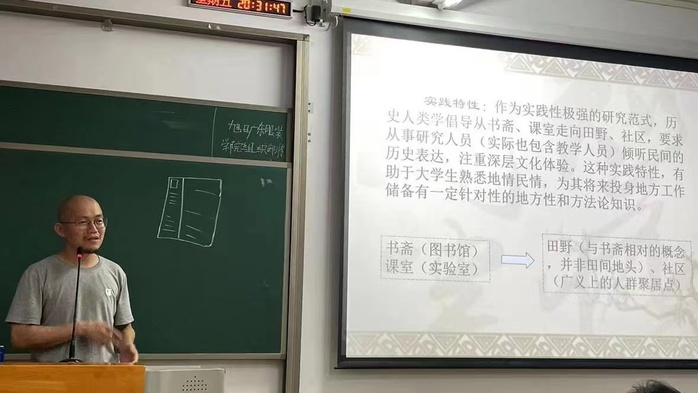 星期五 20:31:47
实践特性：作为实践性极强的研究范式，历
史人类学倡导从书斋、课室走向田野、社区，要求
从事研究人员（实际也包含教学人员）倾听民间的
历史表达，注重深层文化体验。这种实践特性，有
助于大学生熟悉地情民情，为其将来投身地方工作
储备有一定针对性的地方性和方法论知识。
书斋（图书馆）
课室（实验室）
田野（与书斋相对的概念
，并非田间地头）、社区
（广义上的人群聚居点）